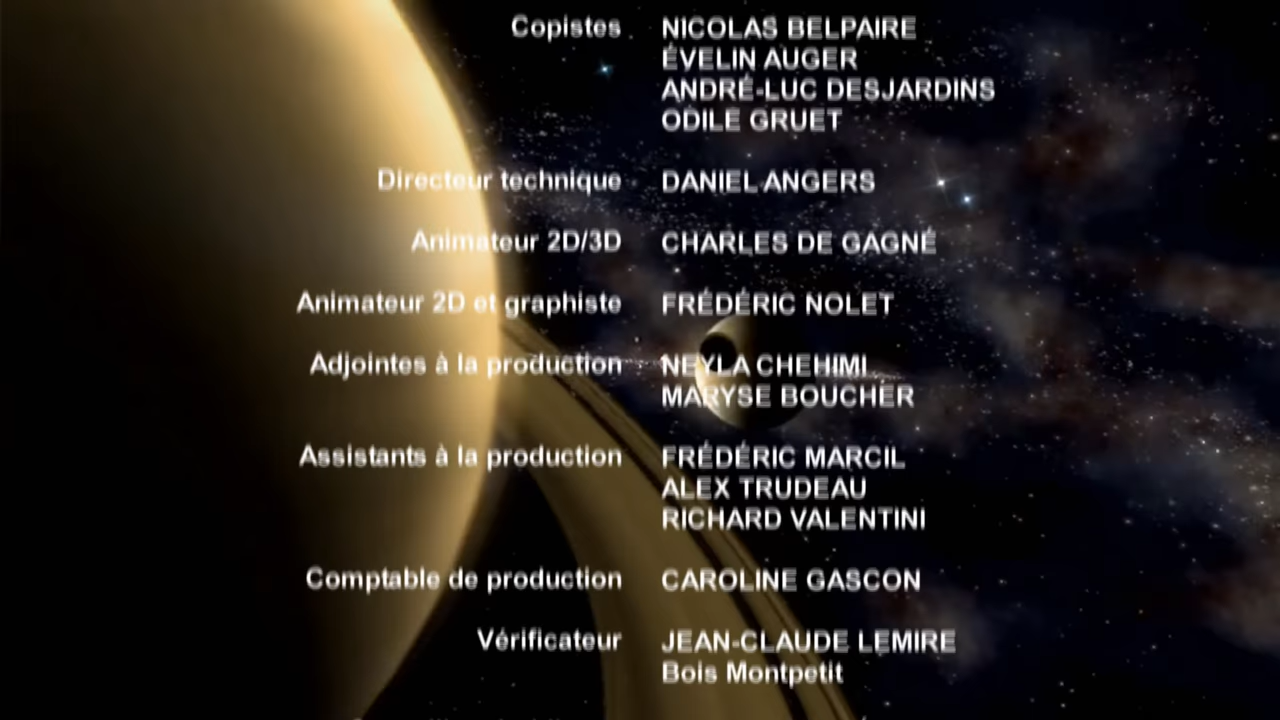 Copistes NICOLAS BELPAIRE
ÉVELIN AUGER
ANDRÉ-LUC DESJARDINS
ODILE GRUET
Directeur technique DANIEL ANGERS
Animateur 2D/3D CHARLES DE GAGNÉ
Animateur 2D et graphiste FRÉDÉRIC NOLET
Adjointes à la production NEYLA CHEHIMI
MARYSE BOUCHER
Assistants à la production FRÉDÉRIC MARCIL
ALEX TRUDEAU
RICHARD VALENTINI
Comptable de production CAROLINE GASCON
Vérificateur JEAN-CLAUDE LEMIRE
Bois Montpetit